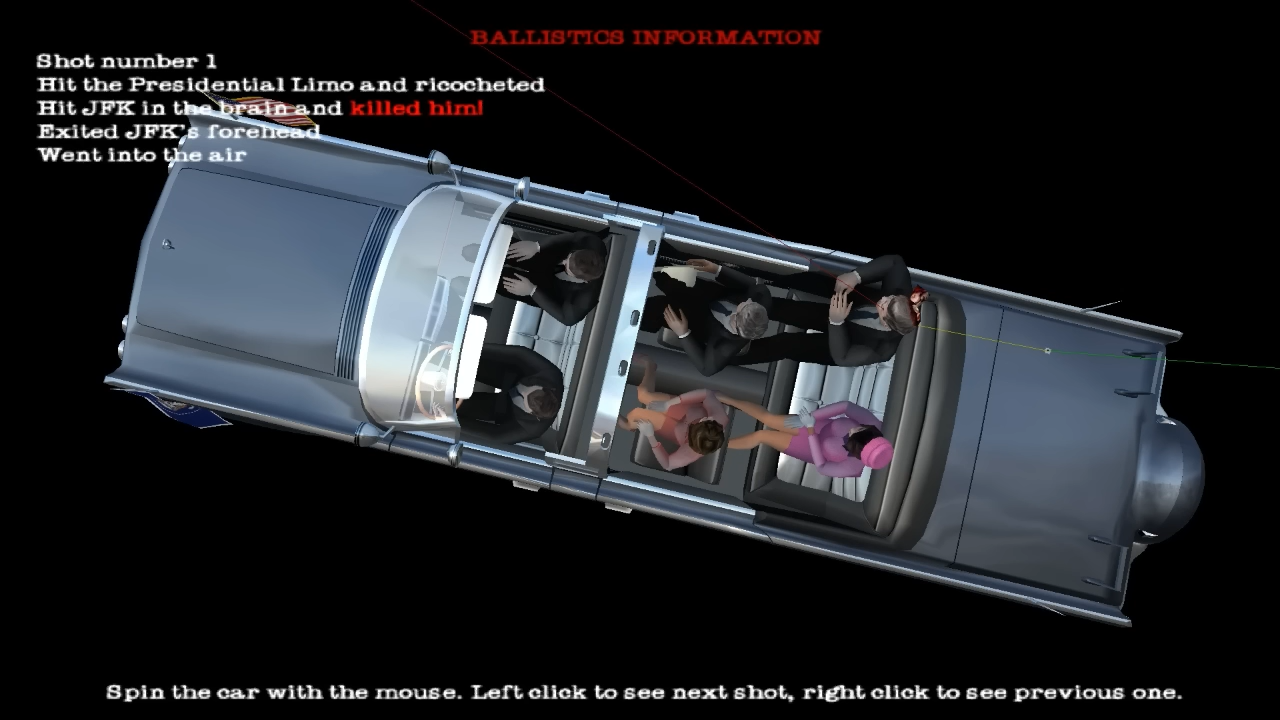 BALLISTICS INFORMATION
Shot number 1
Hit the Presidential Limo and ricocheted
Hit JFK in the brain and killed him!
Exited JFK's forehead
Went into the air
Spin the car with the mouse. Left click to see next shot, right click to see previous one.